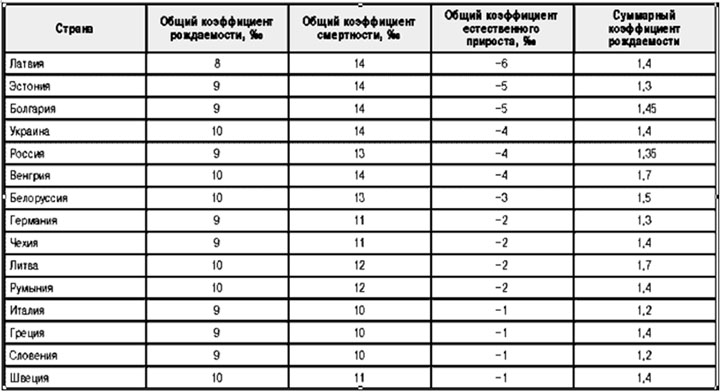 Страна | Общий коэффициент рождаемости, ‰ | Общий коэффициент смертности, ‰ | Общий коэффициент естественного прироста, ‰ | Суммарный коэффициент рождаемости
Латвия | 8 | 14 | −6 | 1,4
Эстония | 9 | 14 | −5 | 1,3
Болгария | 9 | 14 | −5 | 1,45
Украина | 10 | 14 | −4 | 1,4
Россия | 9 | 13 | −4 | 1,35
Венгрия | 10 | 14 | −4 | 1,7
Белоруссия | 10 | 13 | −3 | 1,5
Германия | 9 | 11 | −2 | 1,3
Чехия | 9 | 11 | −2 | 1,4
Литва | 10 | 12 | −2 | 1,7
Румыния | 10 | 12 | −2 | 1,4
Италия | 9 | 10 | −1 | 1,2
Греция | 9 | 10 | −1 | 1,4
Словения | 9 | 10 | −1 | 1,2
Швеция | 10 | 11 | −1 | 1,4